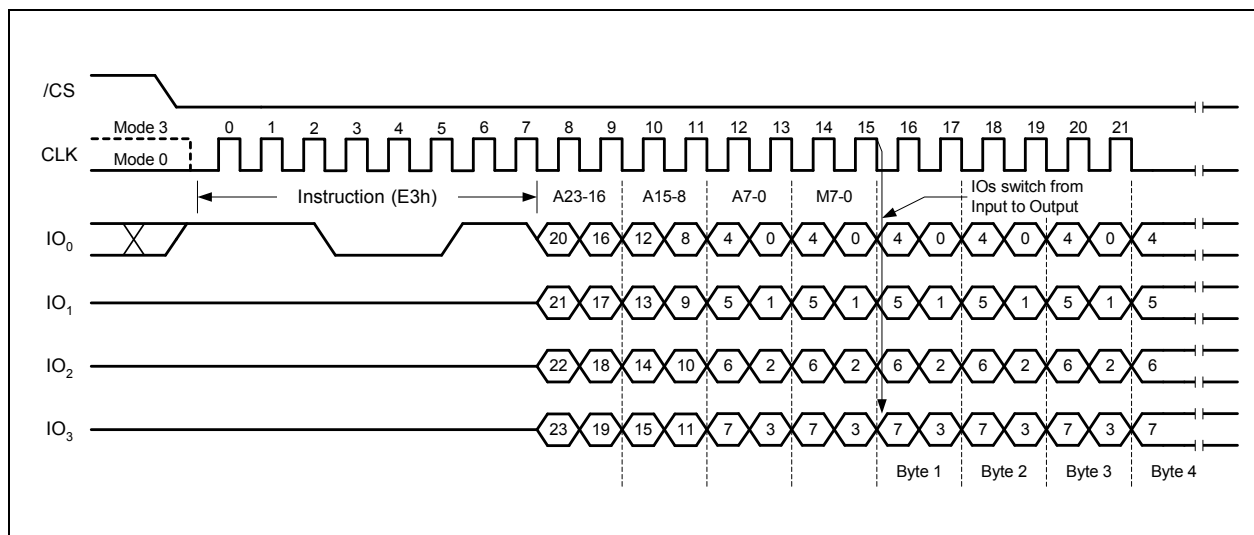 /CS
Mode 3 0 1 2 3 4 5 6 7 8 9 10 11 12 13 14 15 16 17 18 19 20 21
CLK
Mode 0
Instruction (E3h) A23-16 A15-8 A7-0 M7-0 IOs switch from
Input to Output
IO0 20 16 12 8 4 0 4 0 4 0 4 0 4 0 4
IO1 21 17 13 9 5 1 5 1 5 1 5 1 5 1 5
IO2 22 18 14 10 6 2 6 2 6 2 6 2 6 2 6
IO3 23 19 15 11 7 3 7 3 7 3 7 3 7 3 7
Byte 1 Byte 2 Byte 3 Byte 4